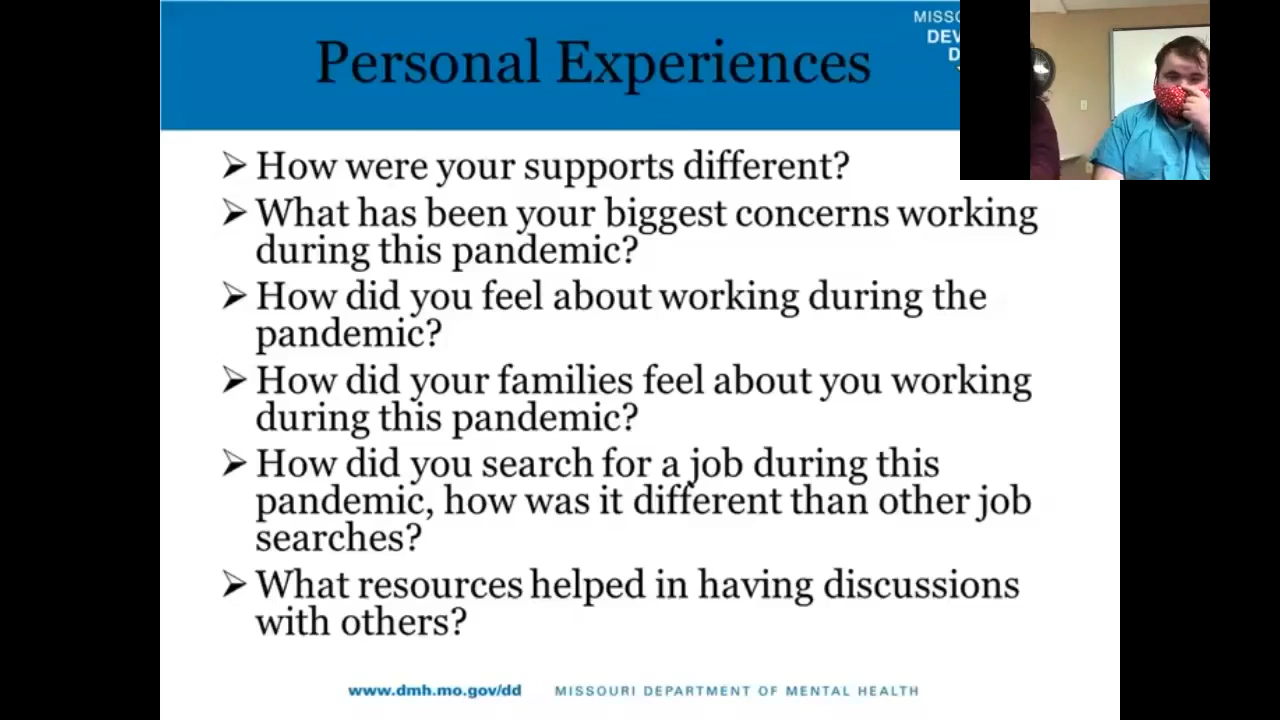 Personal Experiences
MISSO
DEV
D
➢ How were your supports different?
➢ What has been your biggest concerns working
during this pandemic?
➢ How did you feel about working during the
pandemic?
➢ How did your families feel about you working
during this pandemic?
➢ How did you search for a job during this
pandemic, how was it different than other job
searches?
➢ What resources helped in having discussions
with others?
www.dmh.mo.gov/dd MISSOURI DEPARTMENT OF MENTAL HEALTH